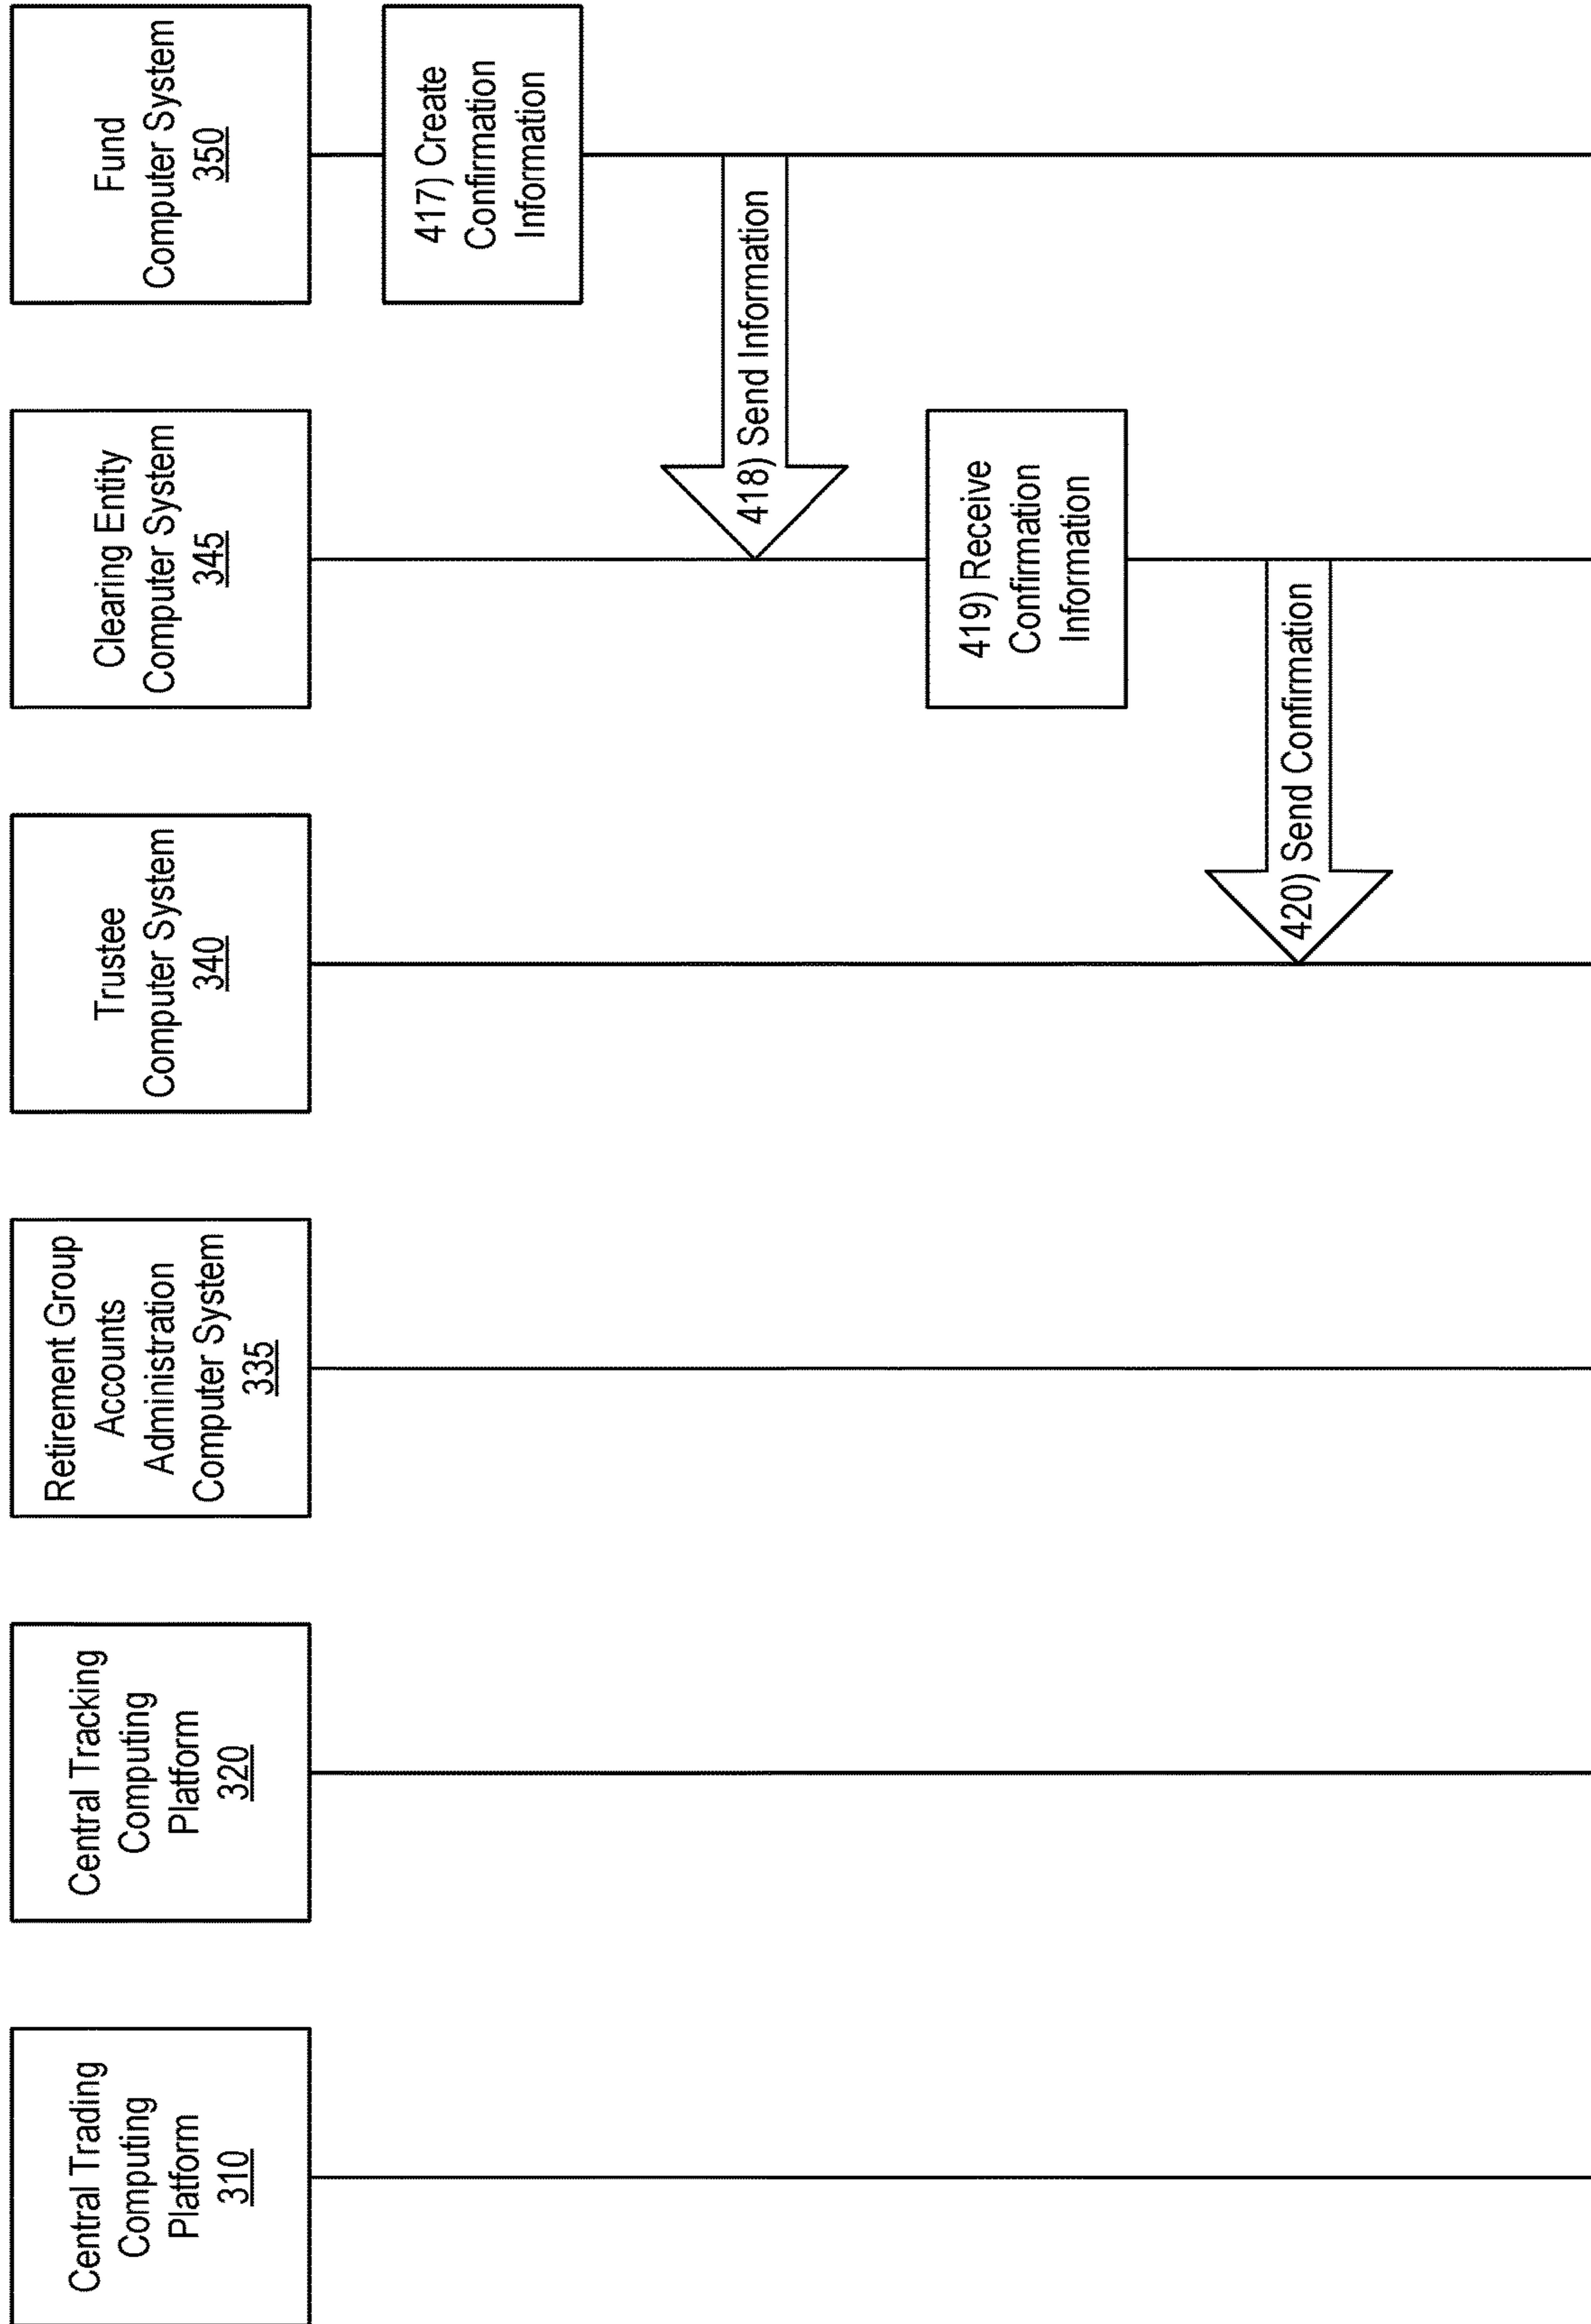 Central Trading
Computing
Platform
310
Central Tracking
Computing
Platform
320
Retirement Group
Accounts
Administration
Computer System
335
Trustee
Computer System
340
Clearing Entity
Computer System
345
Fund
Computer System
350
417) Create
Confirmation
Information
418) Send Information
419) Receive
Confirmation
Information
420) Send Confirmation